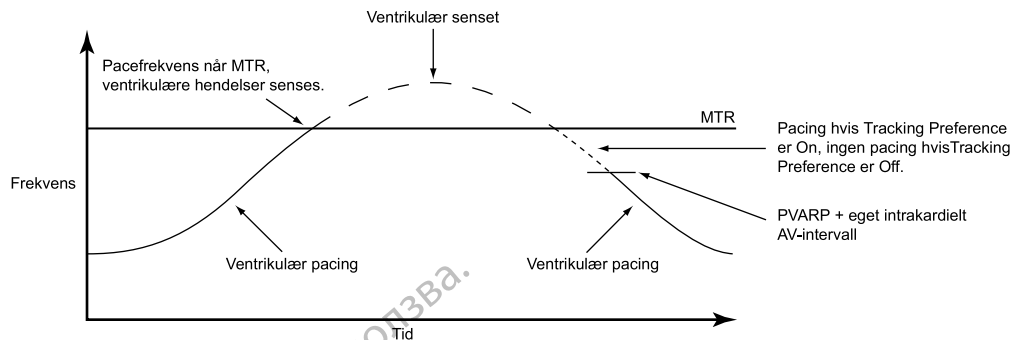 Ventrikulær senset
Pacefrekvens når MTR,
ventrikulære hendelser senses.
MTR
Pacing hvis Tracking Preference
er On, ingen pacing hvisTracking
Preference er Off.
Frekvens
PVARP + eget intrakardielt
AV-intervall
Ventrikulær pacing
Ventrikulær pacing
Tid